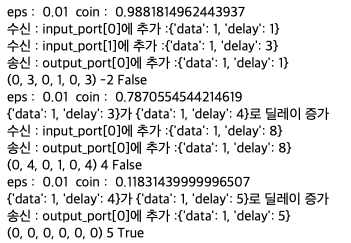 eps :  0.01  coin :  0.9881814962443937
수신 : input_port[0]에 추가 :{'data': 1, 'delay': 1}
수신 : input_port[1]에 추가 :{'data': 1, 'delay': 3}
송신 : output_port[0]에 추가 :{'data': 1, 'delay': 1}
(0, 3, 0, 1, 0, 3) -2 False
eps :  0.01  coin :  0.7870554544214619
{'data': 1, 'delay': 3}가 {'data': 1, 'delay': 4}로 딜레이 증가
수신 : input_port[0]에 추가 :{'data': 1, 'delay': 8}
송신 : output_port[0]에 추가 :{'data': 1, 'delay': 8}
(0, 4, 0, 1, 0, 4) 4 False
eps :  0.01  coin :  0.11831439999996507
{'data': 1, 'delay': 4}가 {'data': 1, 'delay': 5}로 딜레이 증가
송신 : output_port[0]에 추가 :{'data': 1, 'delay': 5}
(0, 0, 0, 0, 0, 0) 5 True